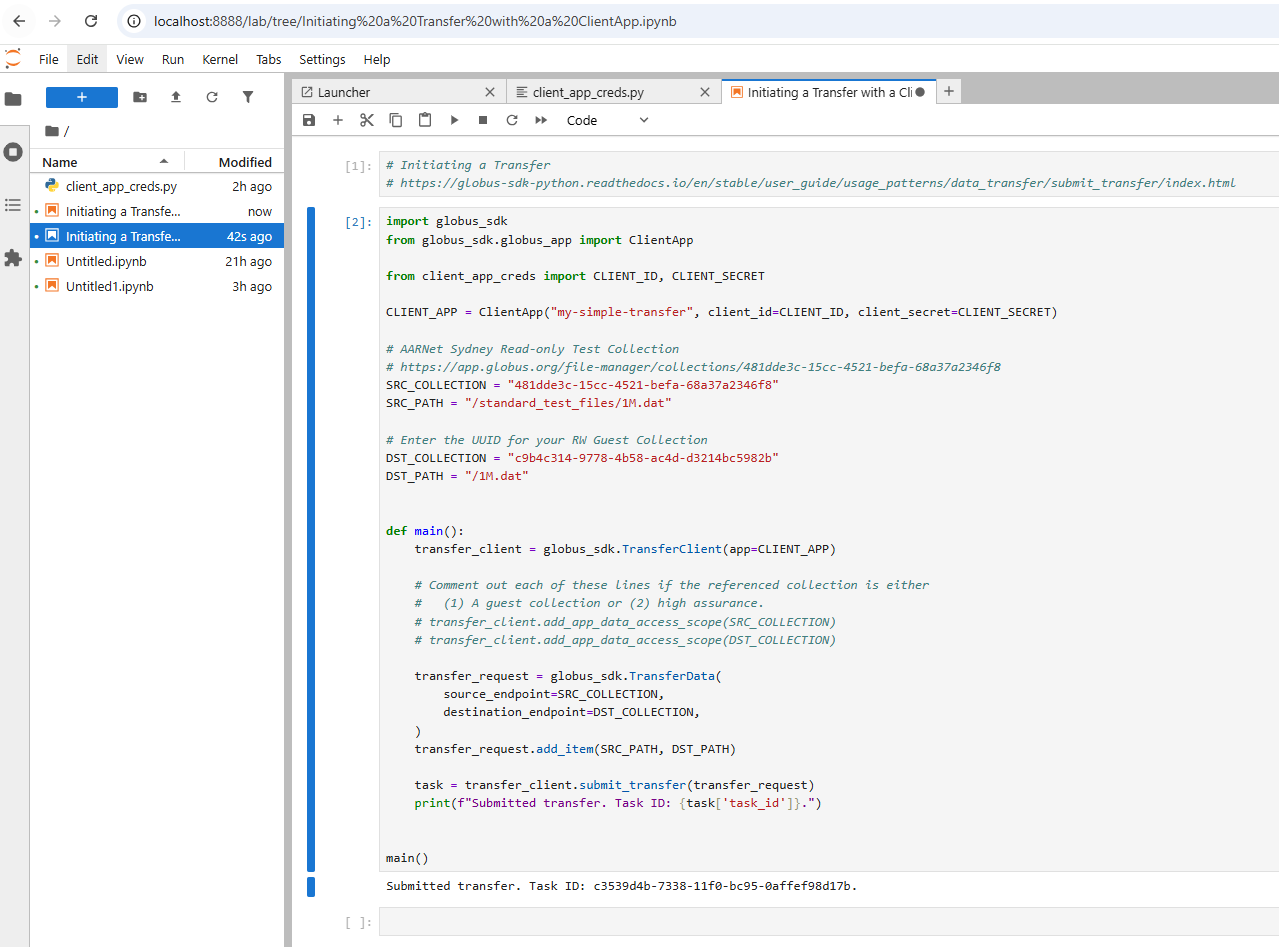 localhost:8888/lab/tree/Initiating%20a%20Transfer%20with%20a%20ClientApp.ipynb
File Edit View Run Kernel Tabs Settings Help
+
/
Name Modified
client_app_creds.py 2h ago
Initiating a Transfe... now
Initiating a Transfe... 42s ago
Untitled.ipynb 21h ago
Untitled1.ipynb 3h ago
Launcher
client_app_creds.py
Initiating a Transfer with a Cli
Code
[1]:
# Initiating a Transfer
# https://globus-sdk-python.readthedocs.io/en/stable/user_guide/usage_patterns/data_transfer/submit_transfer/index.html
[2]:
import globus_sdk
from globus_sdk.globus_app import ClientApp
from client_app_creds import CLIENT_ID, CLIENT_SECRET
CLIENT_APP = ClientApp("my-simple-transfer", client_id=CLIENT_ID, client_secret=CLIENT_SECRET)
# AARNet Sydney Read-only Test Collection
# https://app.globus.org/file-manager/collections/481dde3c-15cc-4521-befa-68a37a2346f8
SRC_COLLECTION = "481dde3c-15cc-4521-befa-68a37a2346f8"
SRC_PATH = "/standard_test_files/1M.dat"
# Enter the UUID for your RW Guest Collection
DST_COLLECTION = "c9b4c314-9778-4b58-ac4d-d3214bc5982b"
DST_PATH = "/1M.dat"
def main():
    transfer_client = globus_sdk.TransferClient(app=CLIENT_APP)
    # Comment out each of these lines if the referenced collection is either
    #   (1) A guest collection or (2) high assurance.
    # transfer_client.add_app_data_access_scope(SRC_COLLECTION)
    # transfer_client.add_app_data_access_scope(DST_COLLECTION)
    transfer_request = globus_sdk.TransferData(
        source_endpoint=SRC_COLLECTION,
        destination_endpoint=DST_COLLECTION,
    )
    transfer_request.add_item(SRC_PATH, DST_PATH)
    task = transfer_client.submit_transfer(transfer_request)
    print(f"Submitted transfer. Task ID: {task['task_id']}.")
main()
Submitted transfer. Task ID: c3539d4b-7338-11f0-bc95-0affef98d17b.
[ ]: